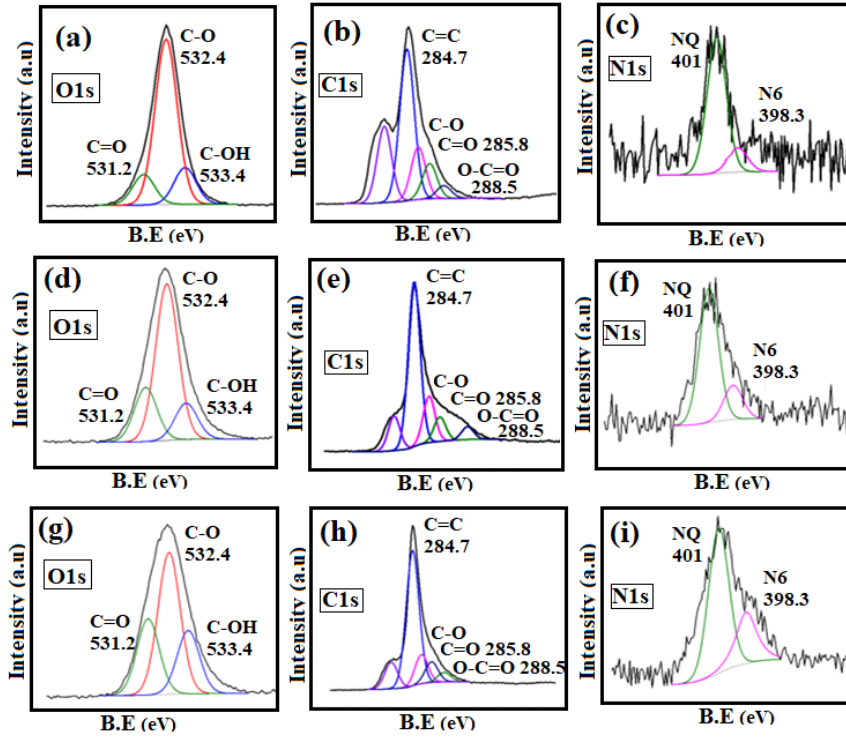 (a)
C-O
532.4
O1s
C=O
531.2
C-OH
533.4
Intensity (a.u)
B.E (eV)
(b)
C=C
284.7
C1s
C-O
C=O 285.8
O-C=O
288.5
Intensity (a.u)
B.E (eV)
(c)
NQ
401
N1s
N6
398.3
Intensity (a.u)
B.E (eV)
(d)
C-O
532.4
O1s
C=O
531.2
C-OH
533.4
Intensity (a.u)
B.E (eV)
(e)
C=C
284.7
C1s
C-O
C=O 285.8
O-C=O
288.5
Intensity (a.u)
B.E (eV)
(f)
NQ
401
N1s
N6
398.3
Intensity (a.u)
B.E (eV)
(g)
C-O
532.4
O1s
C=O
531.2
C-OH
533.4
Intensity (a.u)
B.E (eV)
(h)
C=C
284.7
C1s
C-O
C=O 285.8
O-C=O 288.5
Intensity (a.u)
B.E (eV)
(i)
NQ
401
N1s
N6
398.3
Intensity (a.u)
B.E (eV)